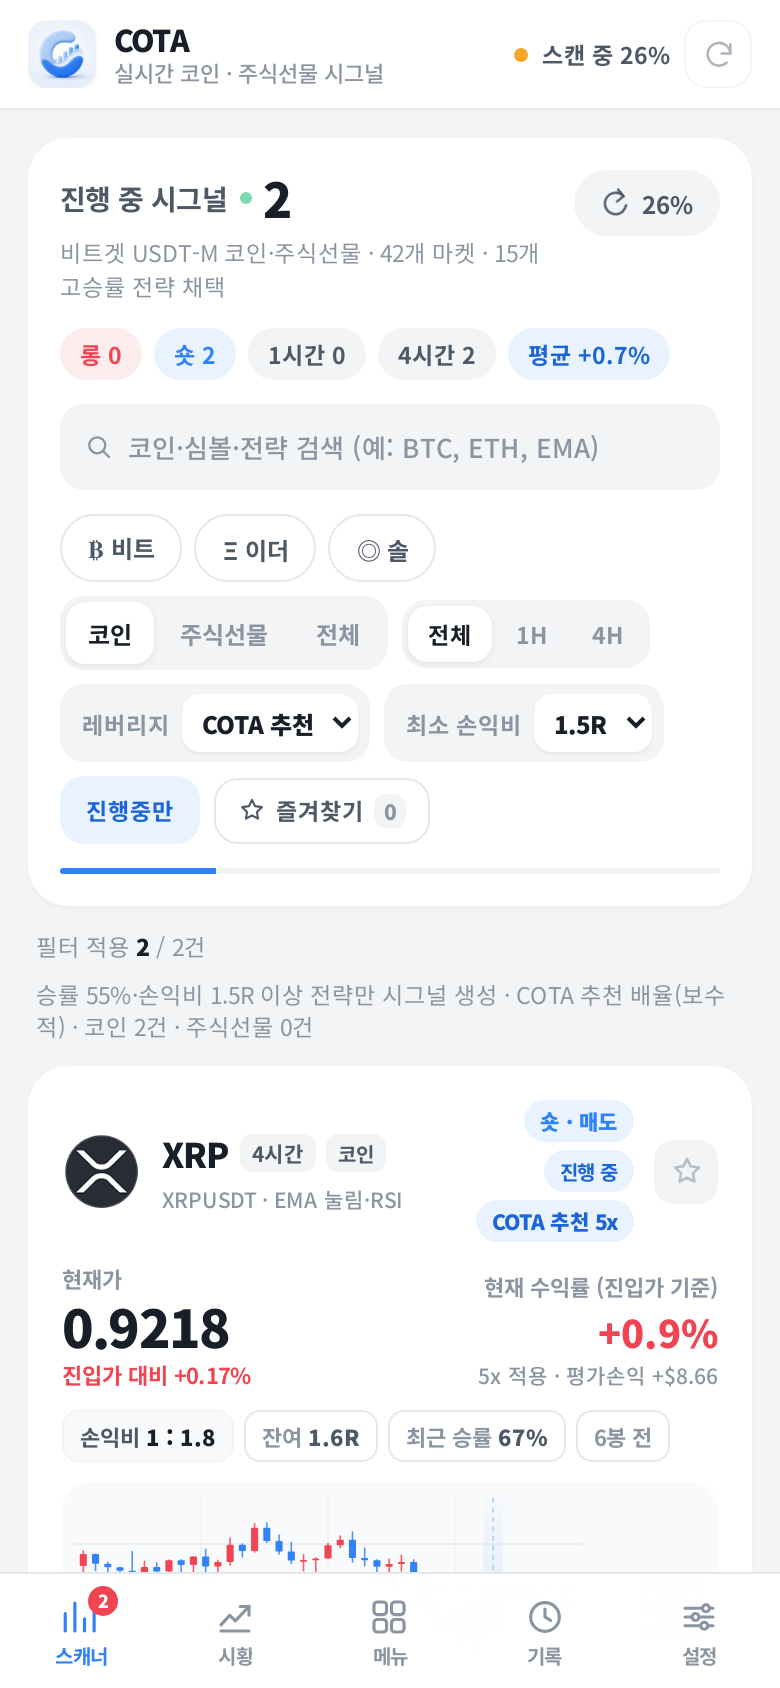 COTA
실시간 코인 · 주식선물 시그널
스캔 중 26%
진행 중 시그널 2
26%
비트겟 USDT-M 코인·주식선물 · 42개 마켓 · 15개
고승률 전략 채택
롱 0 숏 2 1시간 0 4시간 2 평균 +0.7%
코인·심볼·전략 검색 (예: BTC, ETH, EMA)
₿ 비트 Ξ 이더 ◎ 솔
코인 주식선물 전체 전체 1H 4H
레버리지 COTA 추천 최소 손익비 1.5R
진행중만 ☆ 즐겨찾기 0
필터 적용 2 / 2건
승률 55%·손익비 1.5R 이상 전략만 시그널 생성 · COTA 추천 배율(보수
적) · 코인 2건 · 주식선물 0건
숏 · 매도
XRP 4시간 코인
진행 중
XRPUSDT · EMA 눌림·RSI
COTA 추천 5x
현재가
현재 수익률 (진입가 기준)
0.9218
+0.9%
진입가 대비 +0.17%
5x 적용 · 평가손익 +$8.66
손익비 1 : 1.8 잔여 1.6R 최근 승률 67% 6봉 전
2
스캐너 시황 메뉴 기록 설정